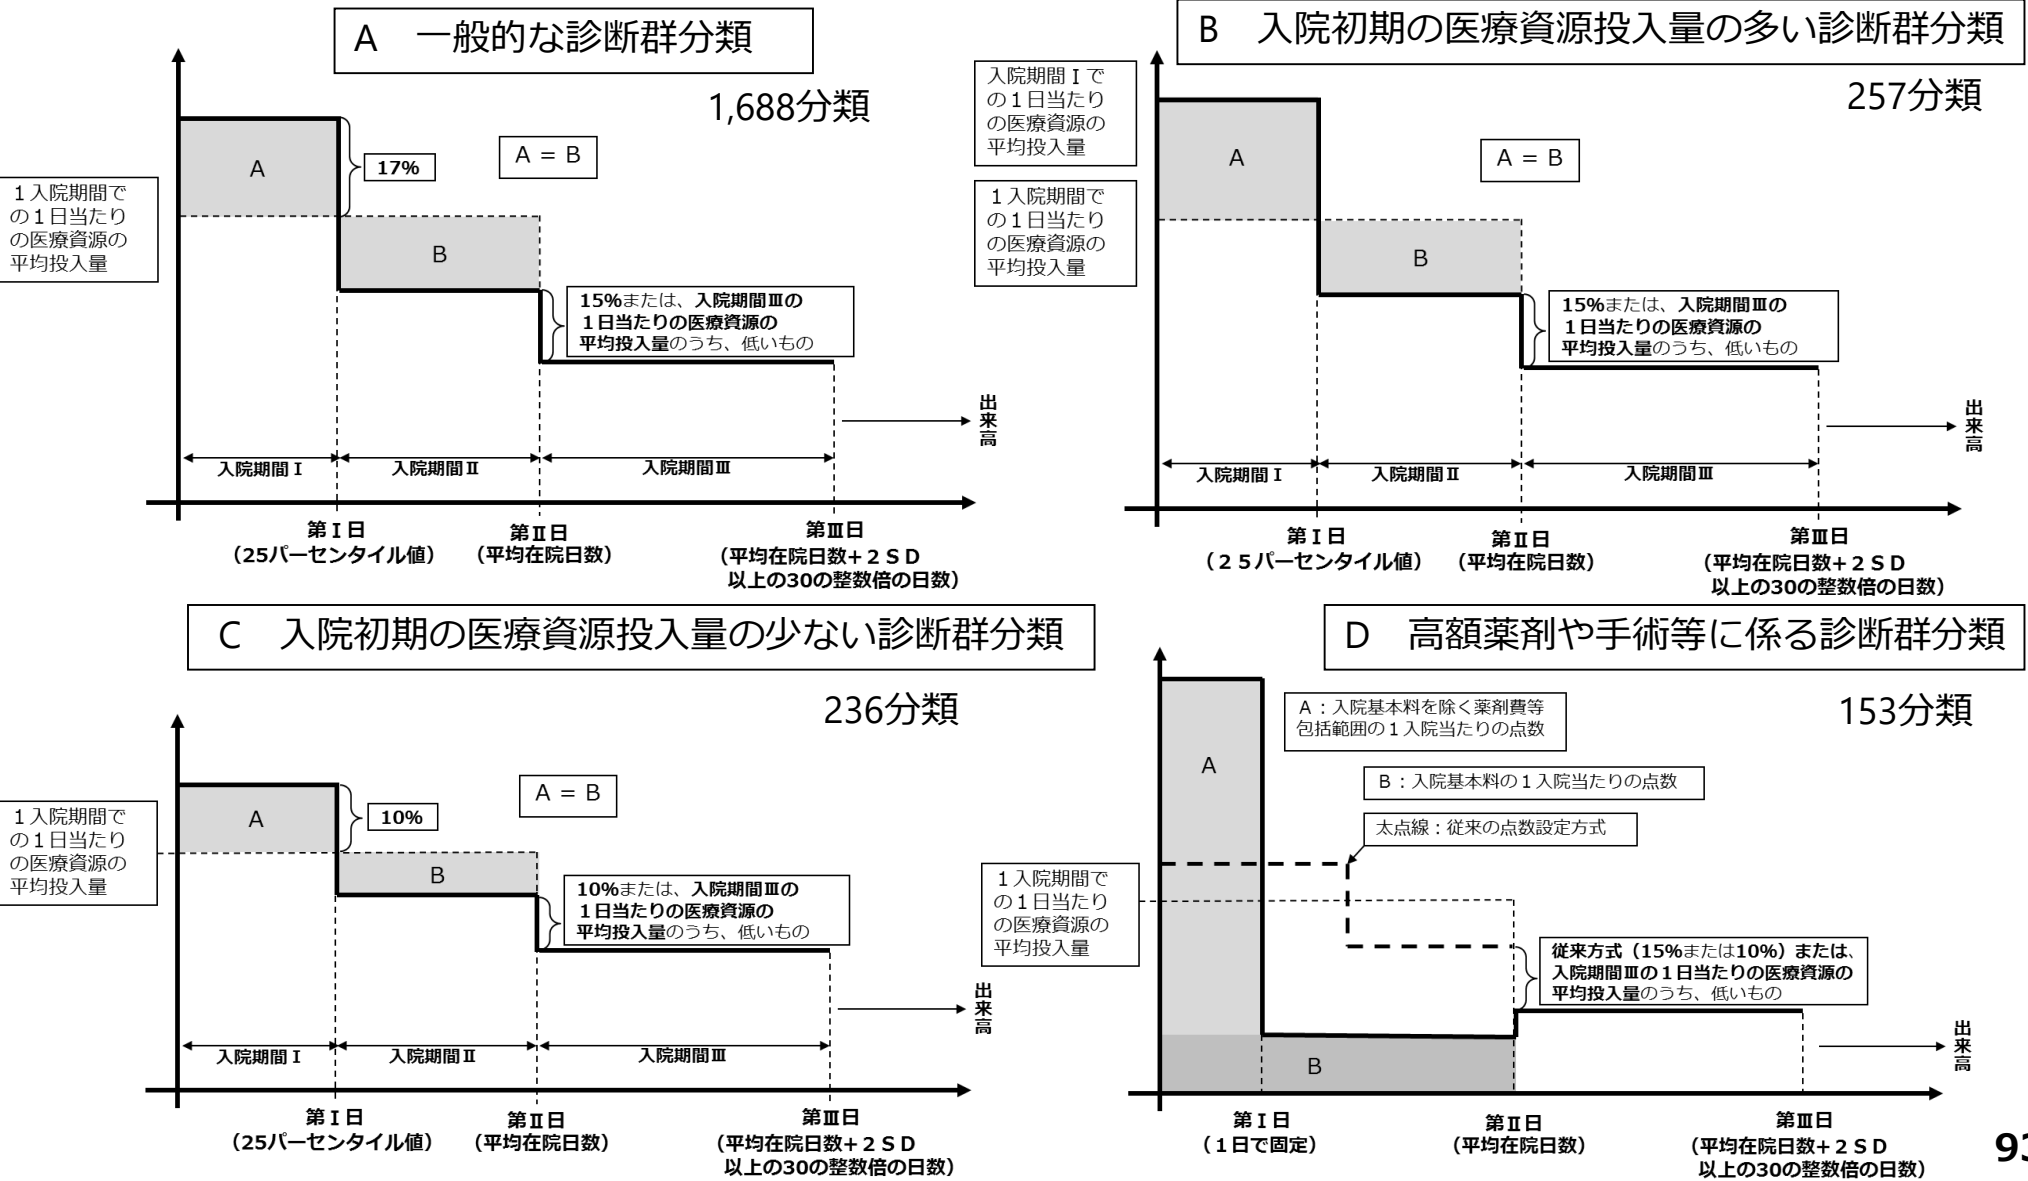 A　一般的な診断群分類
1,688分類
１入院期間で
の１日当たり
の医療資源の
平均投入量
A
17%
A = B
B
15%または、入院期間Ⅲの
１日当たりの医療資源の
平均投入量のうち、低いもの
出来高
入院期間Ⅰ
入院期間Ⅱ
入院期間Ⅲ
第Ⅰ日
（25パーセンタイル値）
第Ⅱ日
（平均在院日数）
第Ⅲ日
（平均在院日数＋２ＳＤ
以上の30の整数倍の日数）
B　入院初期の医療資源投入量の多い診断群分類
257分類
入院期間Ⅰで
の１日当たり
の医療資源の
平均投入量
１入院期間で
の１日当たり
の医療資源の
平均投入量
A
A = B
B
15%または、入院期間Ⅲの
１日当たりの医療資源の
平均投入量のうち、低いもの
出来高
入院期間Ⅰ
入院期間Ⅱ
入院期間Ⅲ
第Ⅰ日
（２５パーセンタイル値）
第Ⅱ日
（平均在院日数）
第Ⅲ日
（平均在院日数＋２ＳＤ
以上の30の整数倍の日数）
C　入院初期の医療資源投入量の少ない診断群分類
236分類
１入院期間で
の１日当たり
の医療資源の
平均投入量
A
10%
A = B
B
10%または、入院期間Ⅲの
１日当たりの医療資源の
平均投入量のうち、低いもの
出来高
入院期間Ⅰ
入院期間Ⅱ
入院期間Ⅲ
第Ⅰ日
（25パーセンタイル値）
第Ⅱ日
（平均在院日数）
第Ⅲ日
（平均在院日数＋２ＳＤ
以上の30の整数倍の日数）
D　高額薬剤や手術等に係る診断群分類
153分類
Ａ：入院基本料を除く薬剤費等
包括範囲の１入院当たりの点数
A
Ｂ：入院基本料の１入院当たりの点数
太点線：従来の点数設定方式
１入院期間で
の１日当たり
の医療資源の
平均投入量
従来方式（15%または10%）または、
入院期間Ⅲの１日当たりの医療資源の
平均投入量のうち、低いもの
B
出来高
第Ⅰ日
（１日で固定）
第Ⅱ日
（平均在院日数）
第Ⅲ日
（平均在院日数＋２ＳＤ
以上の30の整数倍の日数）